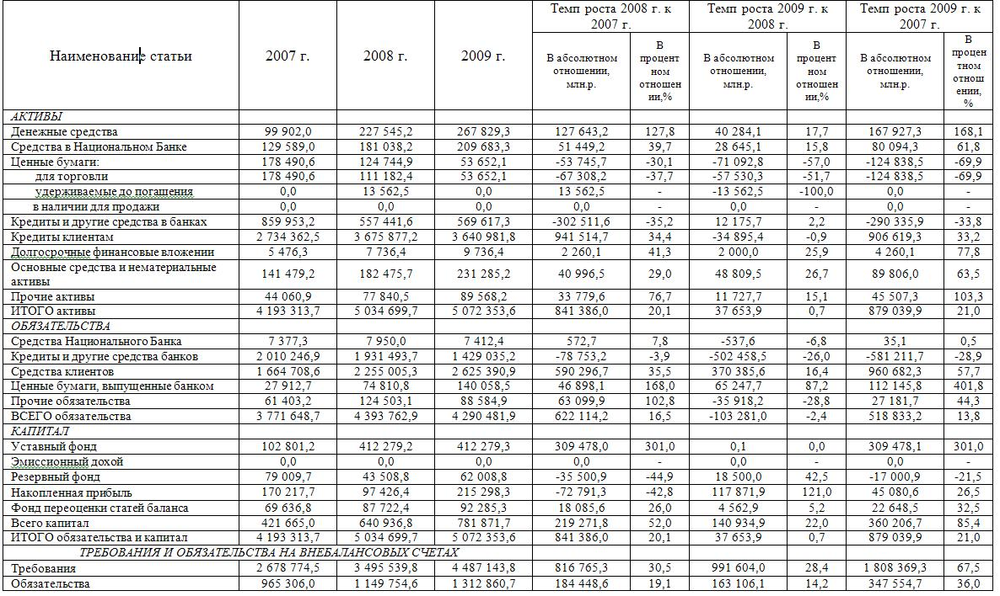 Наименование статьи 2007 г. 2008 г. 2009 г. Темп роста 2008 г. к 2007 г. Темп роста 2009 г. к 2008 г. Темп роста 2009 г. к 2007 г.
В абсолютном отношении, млн.р. В процент ном отношен ии,% В абсолютном отношении, млн.р. В процент ном отношен ии,% В абсолютном отношении, млн.р. В процен тном отнош ении, %
АКТИВЫ
Денежные средства 99 902,0 227 545,2 267 829,3 127 643,2 127,8 40 284,1 17,7 167 927,3 168,1
Средства в Национальном Банке 129 589,0 181 038,2 209 683,3 51 449,2 39,7 28 645,1 15,8 80 094,3 61,8
Ценные бумаги: 178 490,6 124 744,9 53 652,1 -53 745,7 -30,1 -71 092,8 -57,0 -124 838,5 -69,9
для торговли 178 490,6 111 182,4 53 652,1 -67 308,2 -37,7 -57 530,3 -51,7 -124 838,5 -69,9
удерживаемые до погашения 0,0 13 562,5 0,0 13 562,5 - -13 562,5 -100,0 0,0 -
в наличии для продажи 0,0 0,0 0,0 0,0 - 0,0 - 0,0 -
Кредиты и другие средства в банках 859 953,2 557 441,6 569 617,3 -302 511,6 -35,2 12 175,7 2,2 -290 335,9 -33,8
Кредиты клиентам 2 734 362,5 3 675 877,2 3 640 981,8 941 514,7 34,4 -34 895,4 -0,9 906 619,3 33,2
Долгосрочные финансовые вложении 5 476,3 7 736,4 9 736,4 2 260,1 41,3 2 000,0 25,9 4 260,1 77,8
Основные средства и нематериальные
активы 141 479,2 182 475,7 231 285,2 40 996,5 29,0 48 809,5 26,7 89 806,0 63,5
Прочие активы 44 060,9 77 840,5 89 568,2 33 779,6 76,7 11 727,7 15,1 45 507,3 103,3
ИТОГО активы 4 193 313,7 5 034 699,7 5 072 353,6 841 386,0 20,1 37 653,9 0,7 879 039,9 21,0
ОБЯЗАТЕЛЬСТВА
Средства Национального Банка 7 377,3 7 950,0 7 412,4 572,7 7,8 -537,6 -6,8 35,1 0,5
Кредиты и другие средства банков 2 010 246,9 1 931 493,7 1 429 035,2 -78 753,2 -3,9 -502 458,5 -26,0 -581 211,7 -28,9
Средства клиентов 1 664 708,6 2 255 005,3 2 625 390,9 590 296,7 35,5 370 385,6 16,4 960 682,3 57,7
Ценные бумаги, выпущенные банком 27 912,7 74 810,8 140 058,5 46 898,1 168,0 65 247,7 87,2 112 145,8 401,8
Прочие обязательства 61 403,2 124 503,1 88 584,9 63 099,9 102,8 -35 918,2 -28,8 27 181,7 44,3
ВСЕГО обязательства 3 771 648,7 4 393 762,9 4 290 481,9 622 114,2 16,5 -103 281,0 -2,4 518 833,2 13,8
КАПИТАЛ
Уставный фонд 102 801,2 412 279,2 412 279,3 309 478,0 301,0 0,1 0,0 309 478,1 301,0
Эмиссионный дохой 0,0 0,0 0,0 0,0 - 0,0 - 0,0 -
Резервный фонд 79 009,7 43 508,8 62 008,8 -35 500,9 -44,9 18 500,0 42,5 -17 000,9 -21,5
Накопленная прибыль 170 217,7 97 426,4 215 298,3 -72 791,3 -42,8 117 871,9 121,0 45 080,6 26,5
Фонд переоценки статей баланса 69 636,8 87 722,4 92 285,3 18 085,6 26,0 4 562,9 5,2 22 648,5 32,5
Всего капитал 421 665,0 640 936,8 781 871,7 219 271,8 52,0 140 934,9 22,0 360 206,7 85,4
ИТОГО обязательства и капитал 4 193 313,7 5 034 699,7 5 072 353,6 841 386,0 20,1 37 653,9 0,7 879 039,9 21,0
ТРЕБОВАНИЯ И ОБЯЗАТЕЛЬСТВА НА ВНЕБАЛАНСОВЫХ СЧЕТАХ
Требования 2 678 774,5 3 495 539,8 4 487 143,8 816 765,3 30,5 991 604,0 28,4 1 808 369,3 67,5
Обязательства 965 306,0 1 149 754,6 1 312 860,7 184 448,6 19,1 163 106,1 14,2 347 554,7 36,0